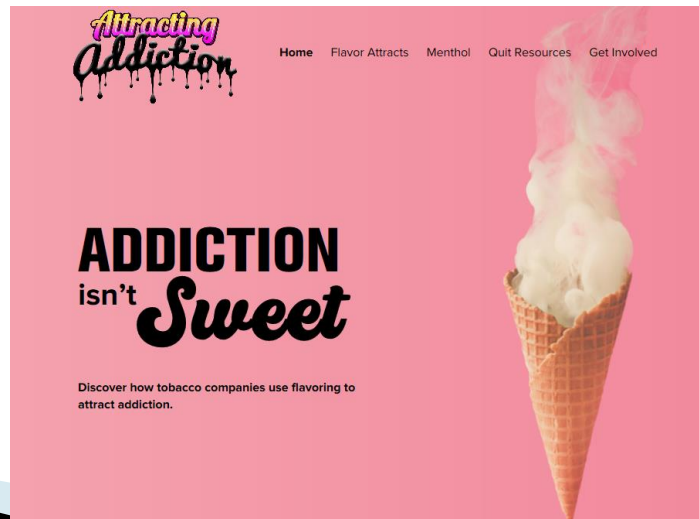 Attracting
Addiction
Home Flavor Attracts Menthol Quit Resources Get Involved
ADDICTION
isn't Sweet
Discover how tobacco companies use flavoring to
attract addiction.